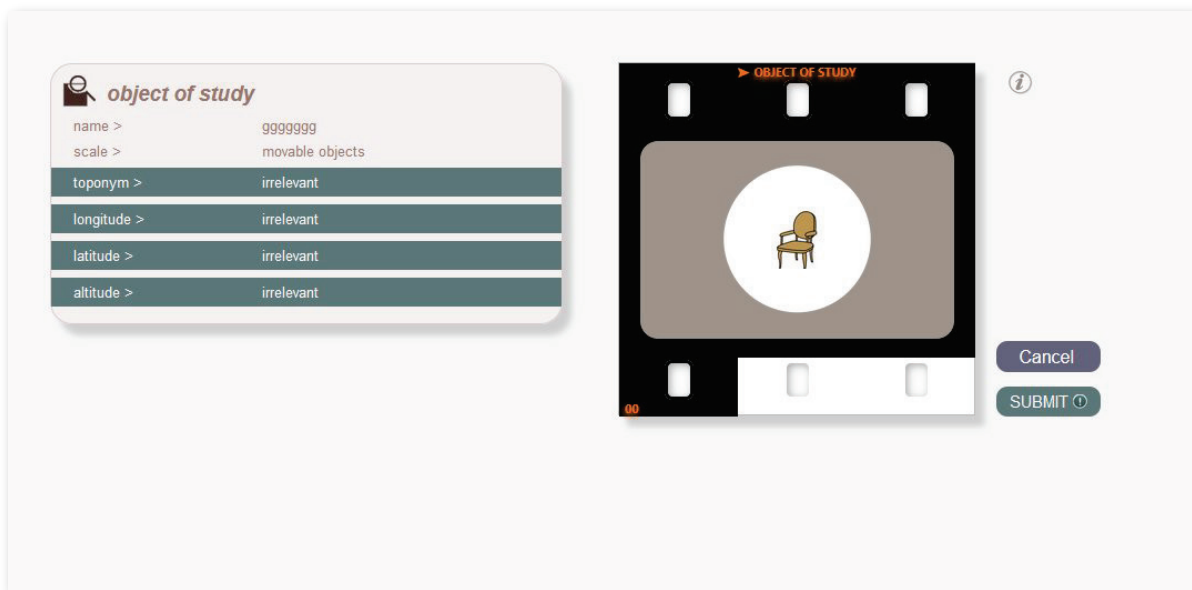 object of study
name > ggggggg
scale > movable objects
toponym > irrelevant
longitude > irrelevant
latitude > irrelevant
altitude > irrelevant
➤ OBJECT OF STUDY
00
i
Cancel
SUBMIT !